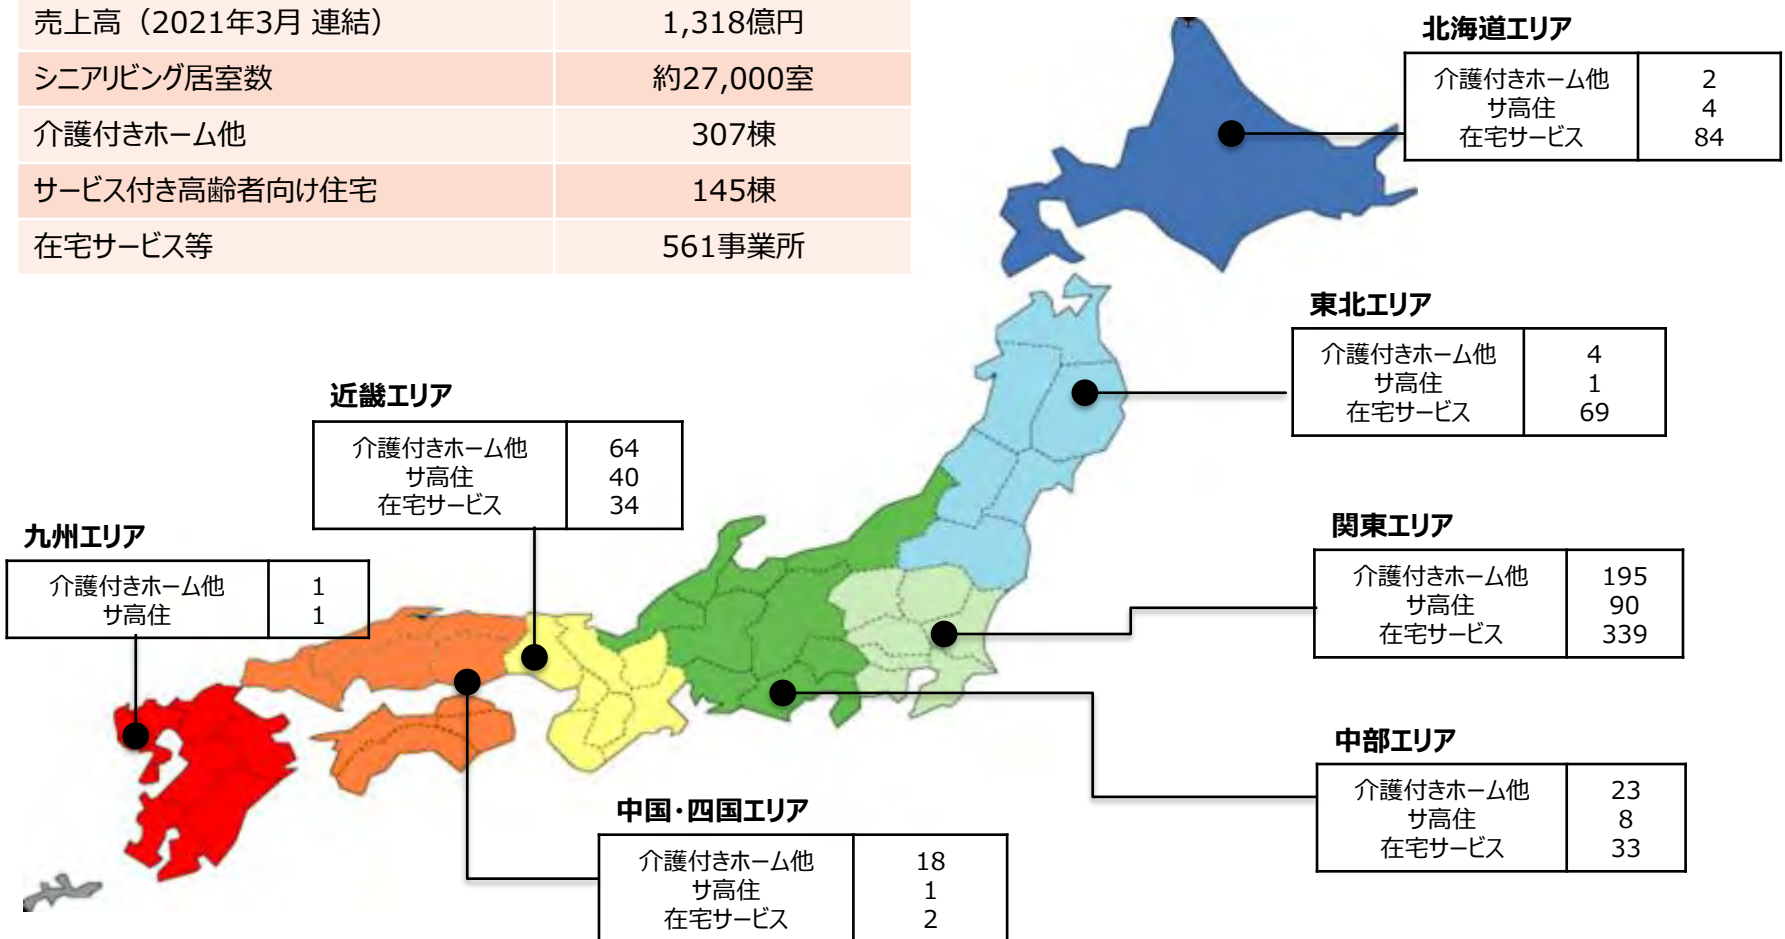 売上高（2021年3月 連結） 1,318億円
シニアリビング居室数 約27,000室
介護付きホーム他 307棟
サービス付き高齢者向け住宅 145棟
在宅サービス等 561事業所
北海道エリア
介護付きホーム他 2
サ高住 4
在宅サービス 84
東北エリア
介護付きホーム他 4
サ高住 1
在宅サービス 69
近畿エリア
介護付きホーム他 64
サ高住 40
在宅サービス 34
九州エリア
介護付きホーム他 1
サ高住 1
関東エリア
介護付きホーム他 195
サ高住 90
在宅サービス 339
中部エリア
介護付きホーム他 23
サ高住 8
在宅サービス 33
中国・四国エリア
介護付きホーム他 18
サ高住 1
在宅サービス 2